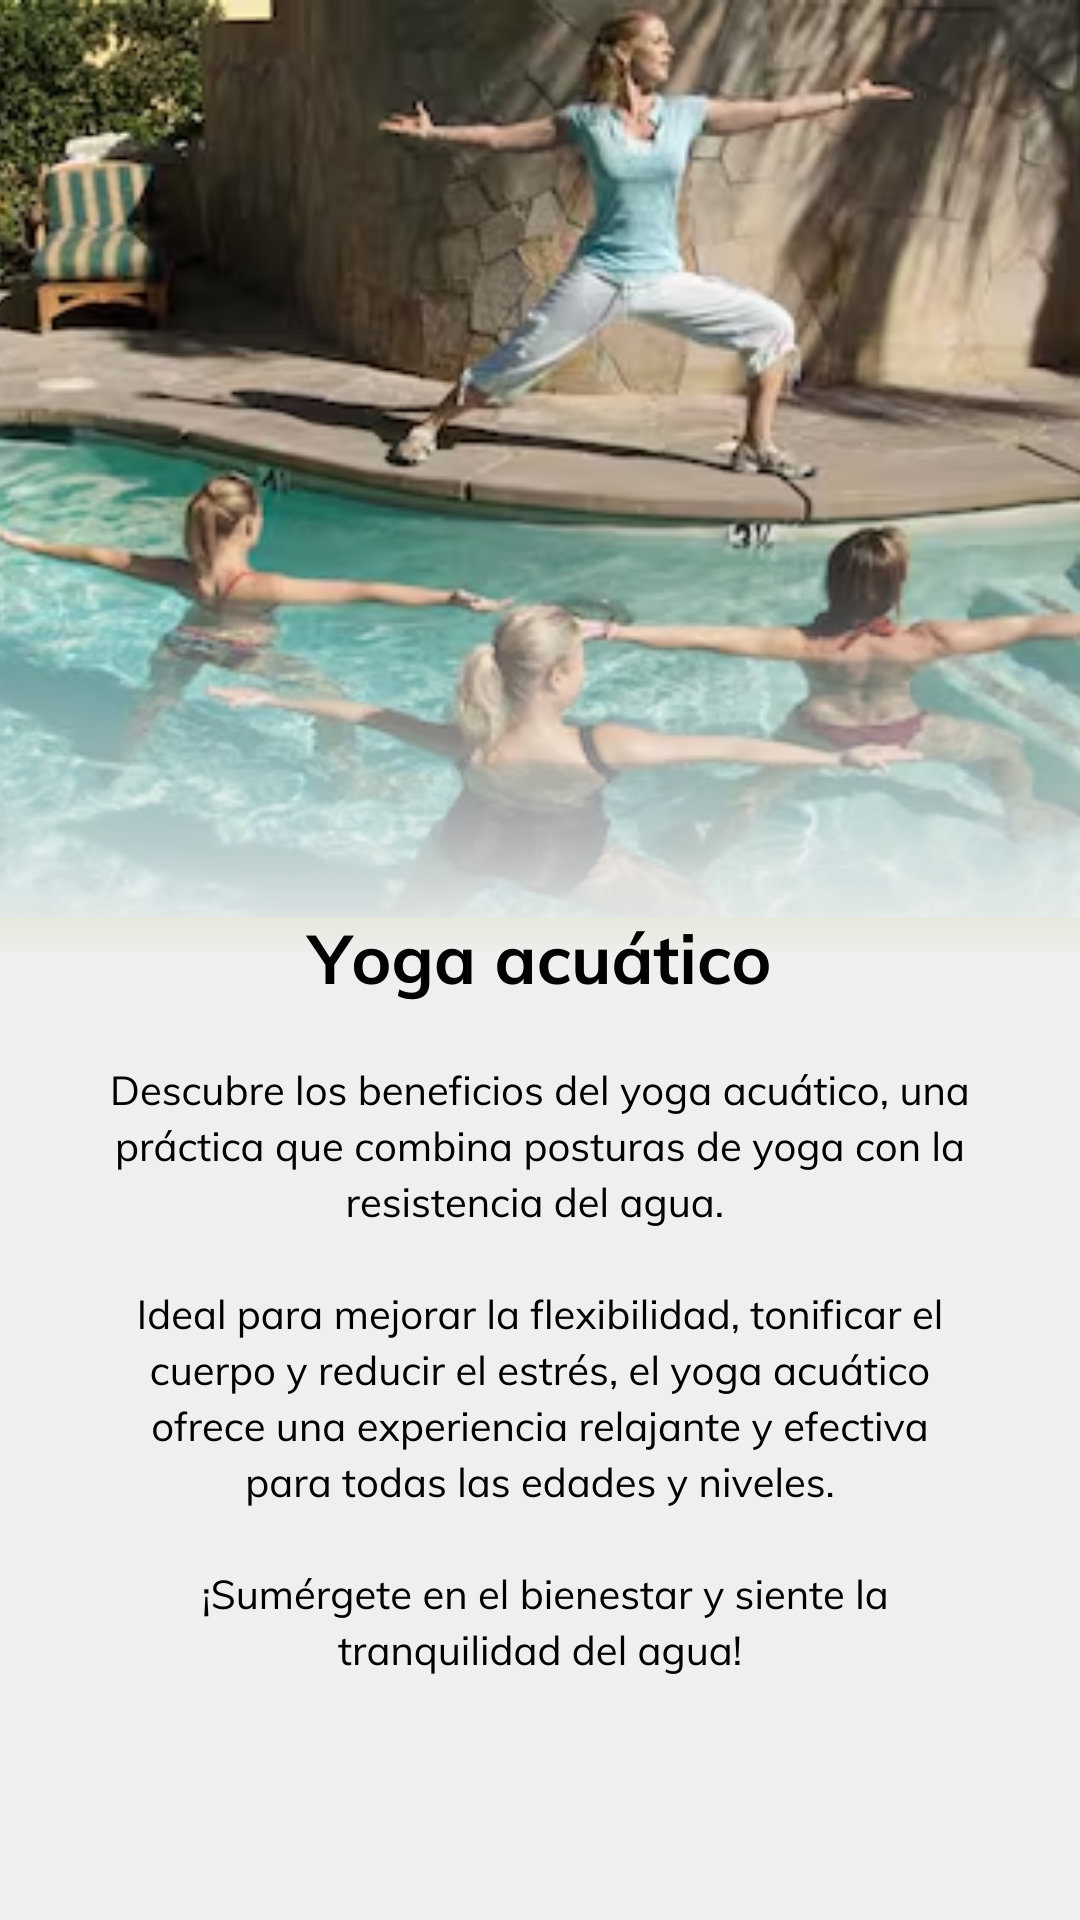 3½
Yoga acuático
Descubre los beneficios del yoga acuático, una
práctica que combina posturas de yoga con la
resistencia del agua.
Ideal para mejorar la flexibilidad, tonificar el
cuerpo y reducir el estrés, el yoga acuático
ofrece una experiencia relajante y efectiva
para todas las edades y niveles.
¡Sumérgete en el bienestar y siente la
tranquilidad del agua!